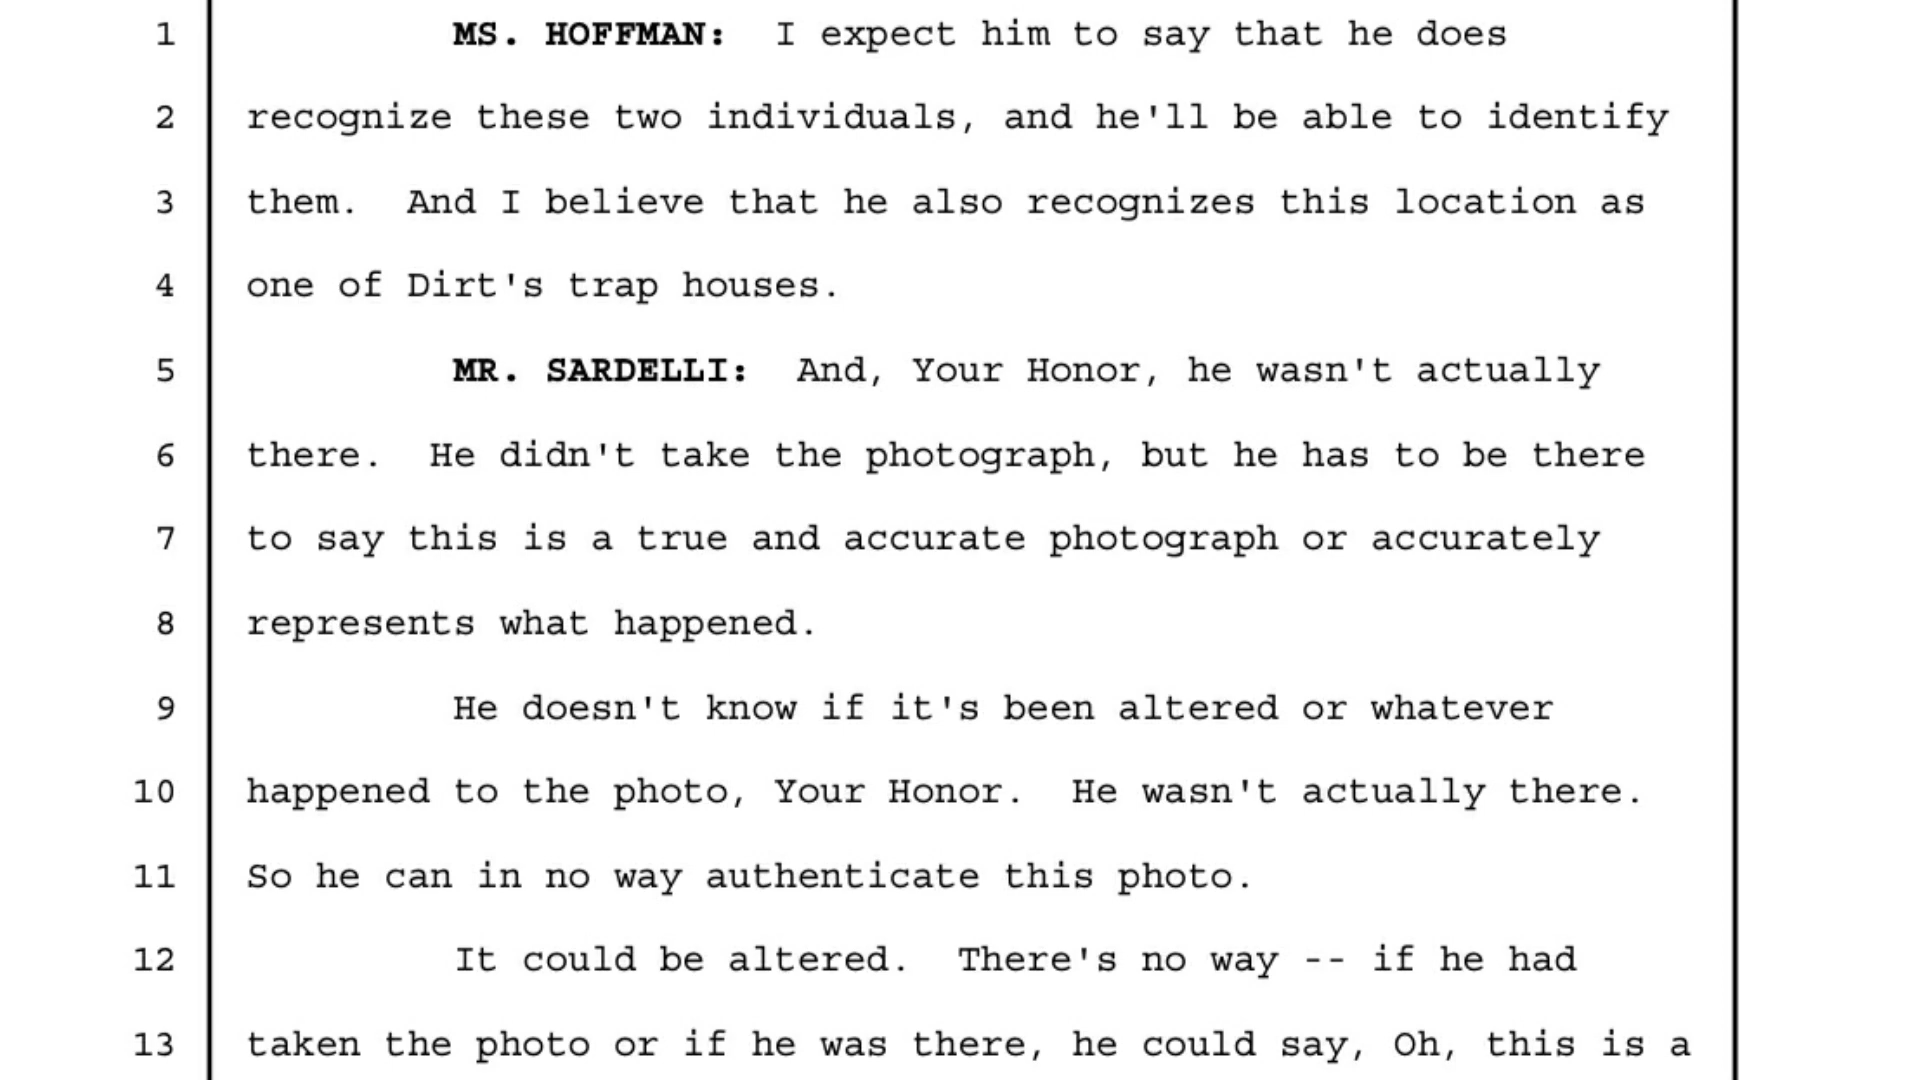 1 MS. HOFFMAN: I expect him to say that he does
2 recognize these two individuals, and he'll be able to identify
3 them. And I believe that he also recognizes this location as
4 one of Dirt's trap houses.
5 MR. SARDELLI: And, Your Honor, he wasn't actually
6 there. He didn't take the photograph, but he has to be there
7 to say this is a true and accurate photograph or accurately
8 represents what happened.
9 He doesn't know if it's been altered or whatever
10 happened to the photo, Your Honor. He wasn't actually there.
11 So he can in no way authenticate this photo.
12 It could be altered. There's no way -- if he had
13 taken the photo or if he was there, he could say, Oh, this is a